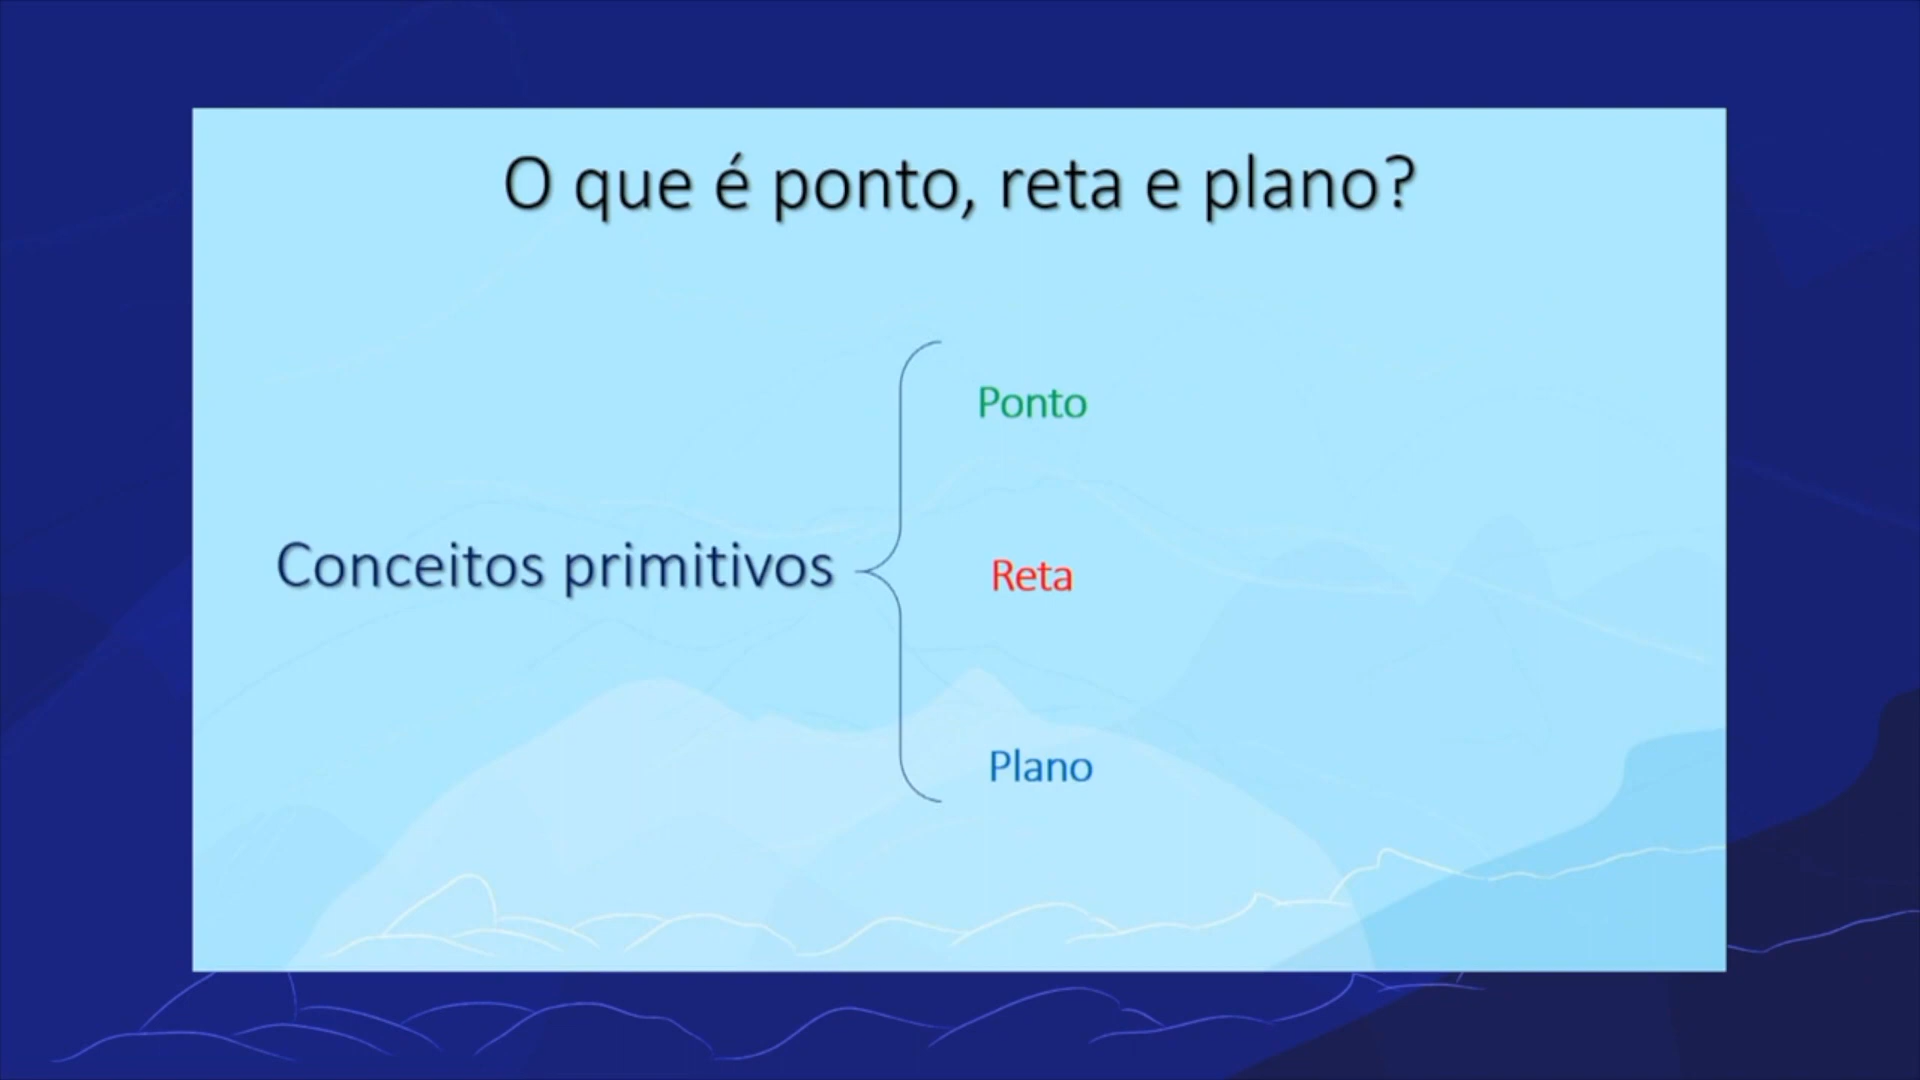 O que é ponto, reta e plano?
Ponto
Conceitos primitivos
Reta
Plano